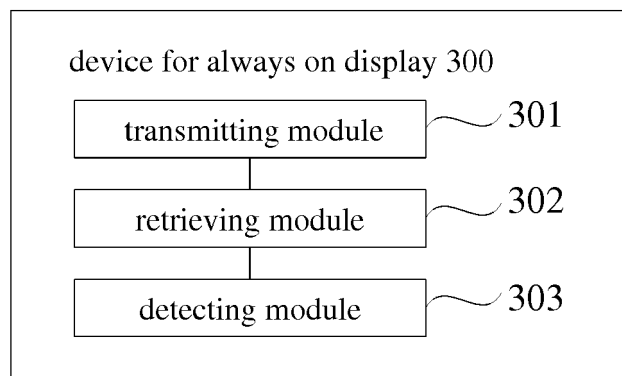 device for always on display 300
transmitting module 301
retrieving module 302
detecting module 303